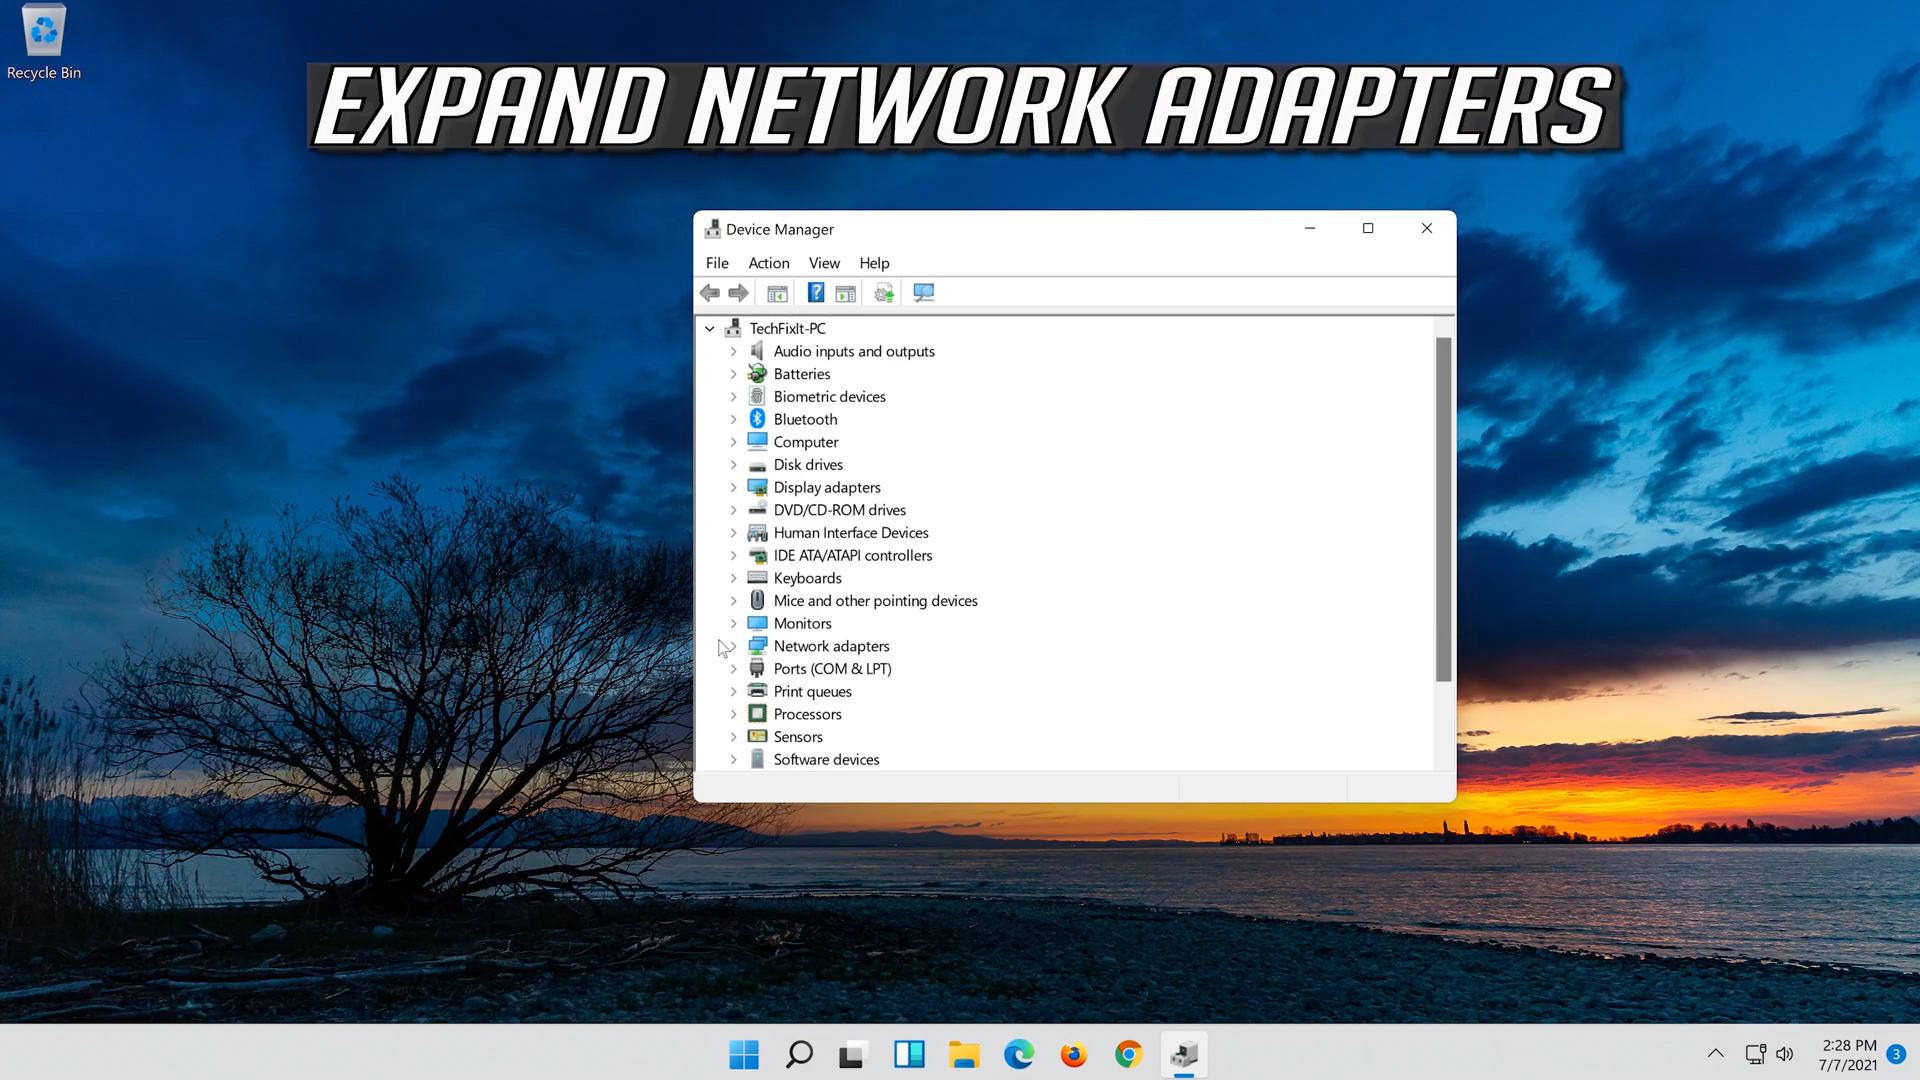 Recycle Bin
EXPAND NETWORK ADAPTERS
Device Manager
File Action View Help
TechFixIt-PC
Audio inputs and outputs
Batteries
Biometric devices
Bluetooth
Computer
Disk drives
Display adapters
DVD/CD-ROM drives
Human Interface Devices
IDE ATA/ATAPI controllers
Keyboards
Mice and other pointing devices
Monitors
Network adapters
Ports (COM & LPT)
Print queues
Processors
Sensors
Software devices
2:28 PM
7/7/2021
3